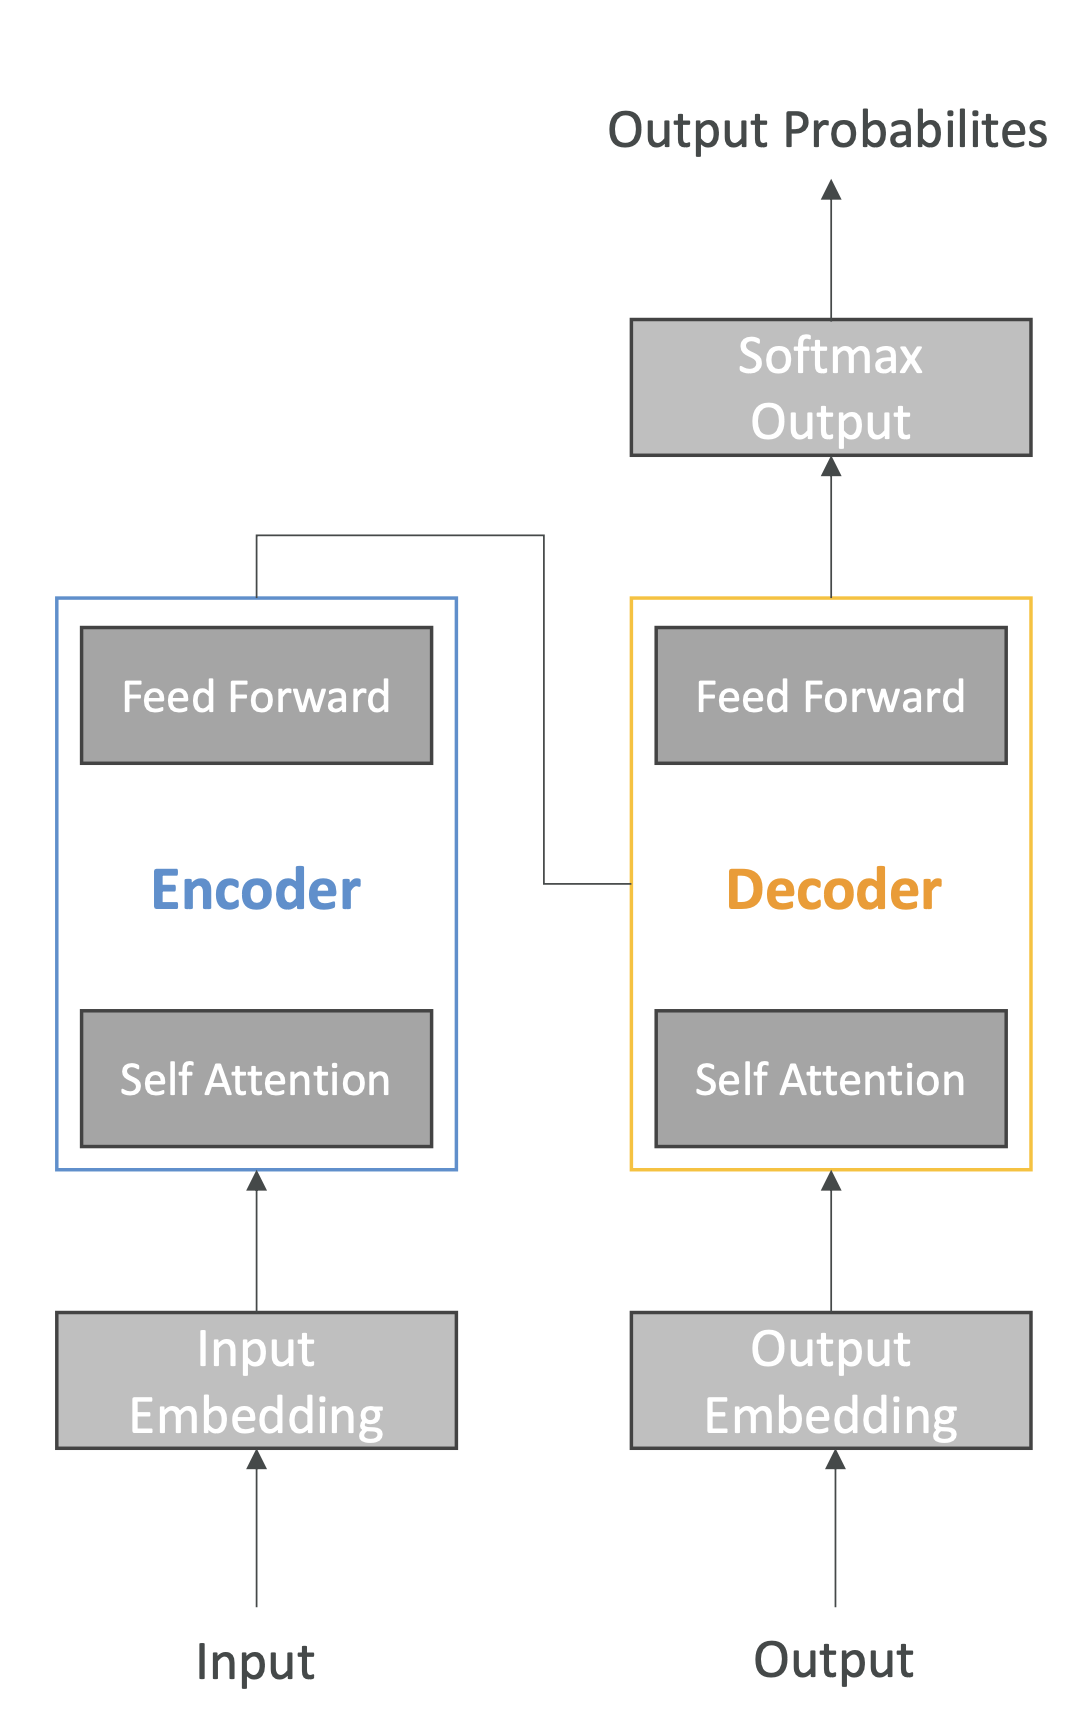 Output Probabilites
Softmax
Output
Feed Forward
Feed Forward
Encoder
Decoder
Self Attention
Self Attention
Input
Embedding
Output
Embedding
Input
Output